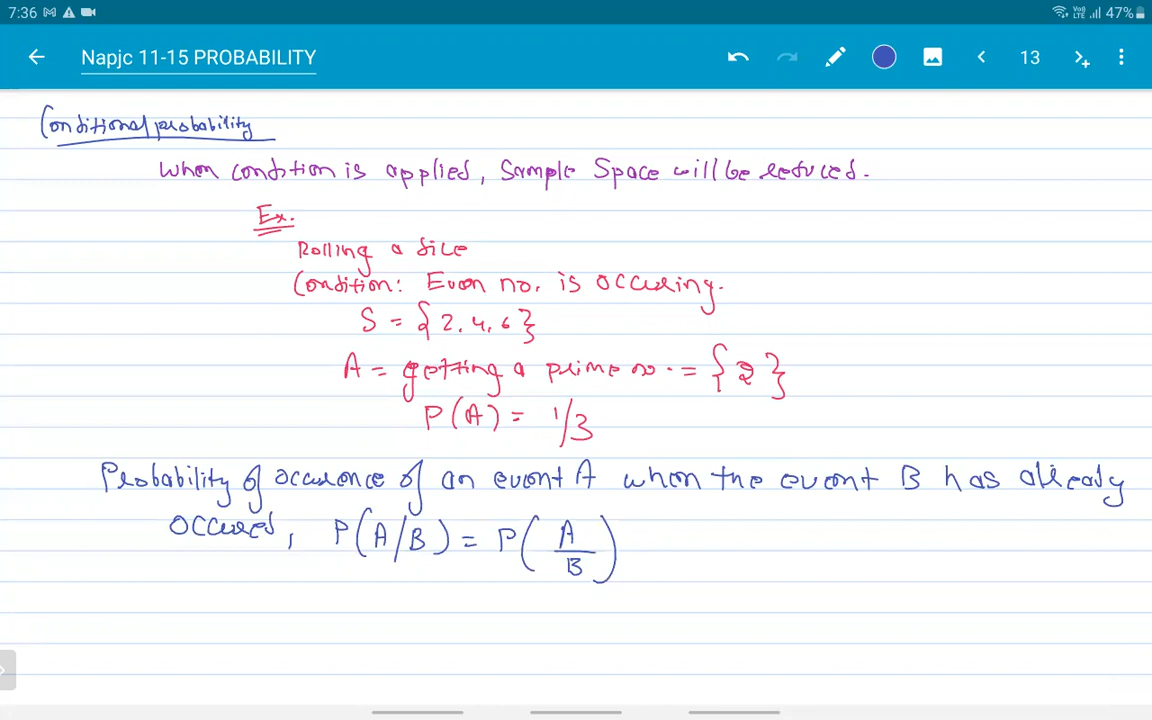 7:36 47%
Napjc 11-15 PROBABILITY 13
Conditional probability
When condition is applied, Sample Space will be reduced.
Ex.
Rolling a dice
Condition: Even no. is occuring.
S = {2, 4, 6}
A = getting a prime no. = {2}
P(A) = 1/3
Probability of occurence of an event A when the event B has already
occured, P(A/B) = P(A/B)